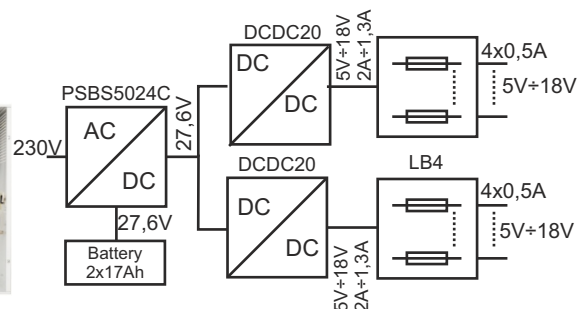 DCDC20
5V÷18V
2A÷1,3A
DC
DC
4x0,5A
5V÷18V
PSBS5024C
230V
AC
DC
27,6V
27,6V
Battery
2x17Ah
DCDC20
DC
DC
5V÷18V
2A÷1,3A
LB4
4x0,5A
5V÷18V